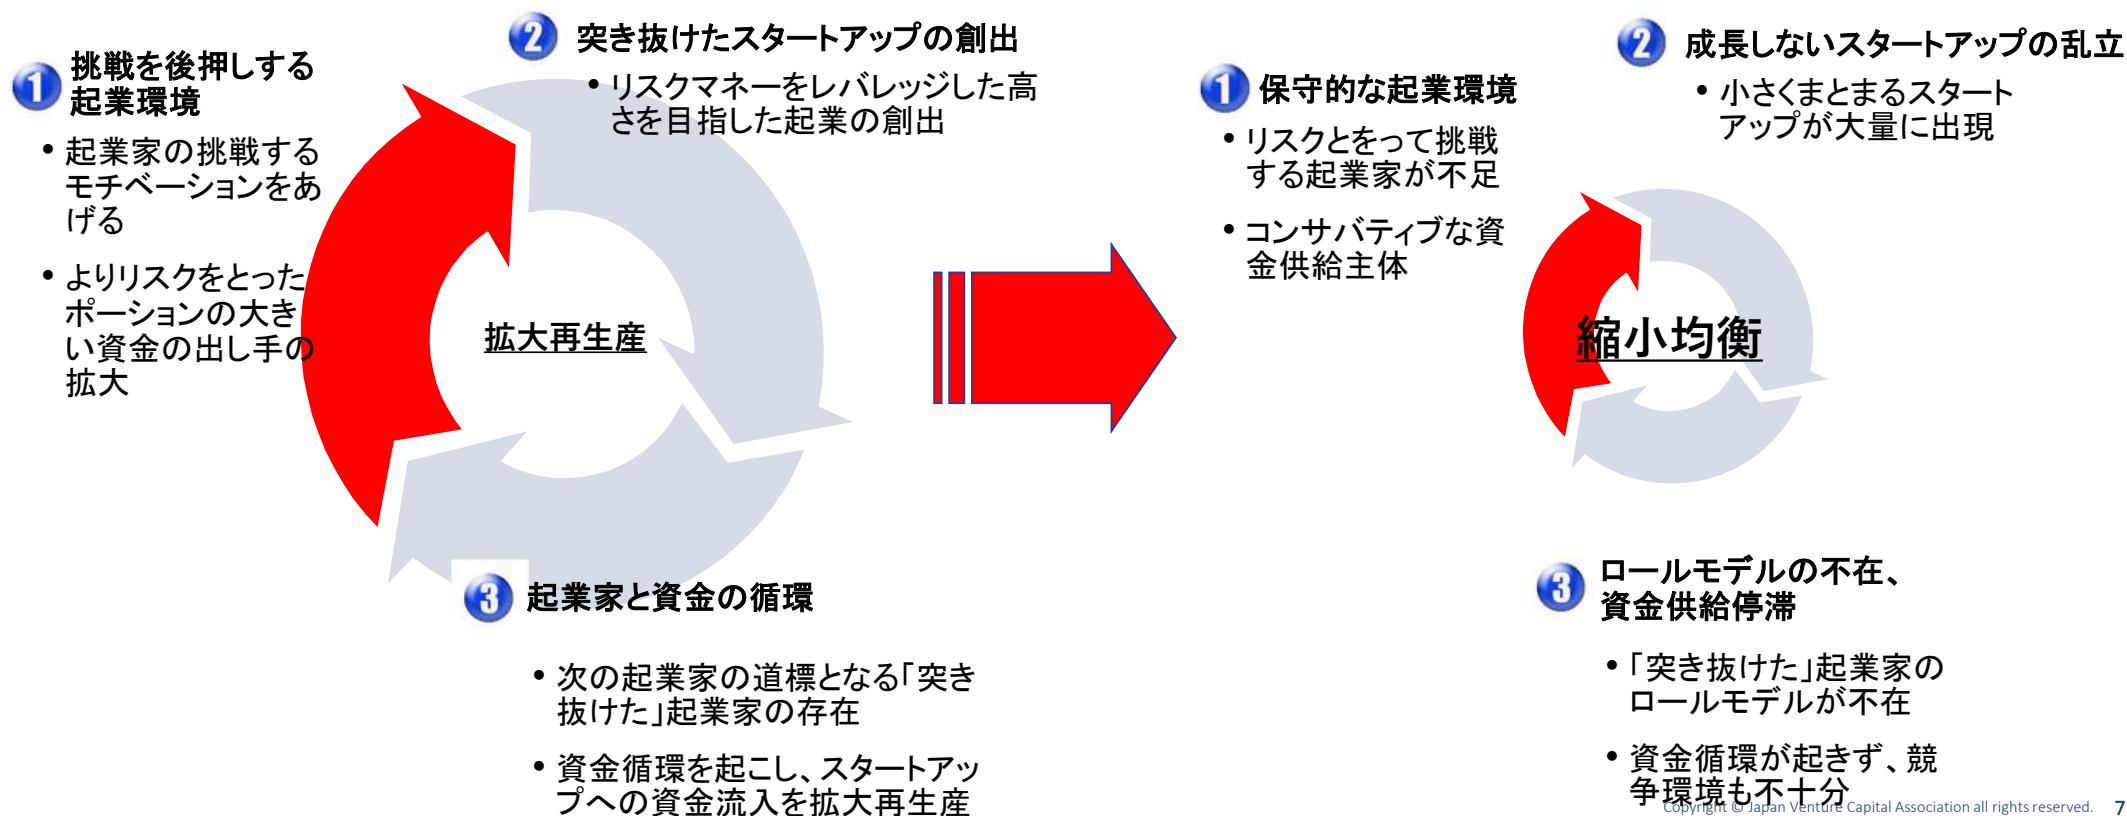 1 挑戦を後押しする
起業環境
• 起業家の挑戦する
モチベーションをあ
げる
• よりリスクをとった
ポーションの大き
い資金の出し手の
拡大
2 突き抜けたスタートアップの創出
• リスクマネーをレバレッジした高
さを目指した起業の創出
拡大再生産
3 起業家と資金の循環
• 次の起業家の道標となる「突き
抜けた」起業家の存在
• 資金循環を起こし、スタートアッ
プへの資金流入を拡大再生産
1 保守的な起業環境
• リスクとをって挑戦
する起業家が不足
• コンサバティブな資
金供給主体
2 成長しないスタートアップの乱立
• 小さくまとまるスタート
アップが大量に出現
縮小均衡
3 ロールモデルの不在、
資金供給停滞
• 「突き抜けた」起業家の
ロールモデルが不在
• 資金循環が起きず、競
争環境も不十分
Copyright © Japan Venture Capital Association all rights reserved. 7